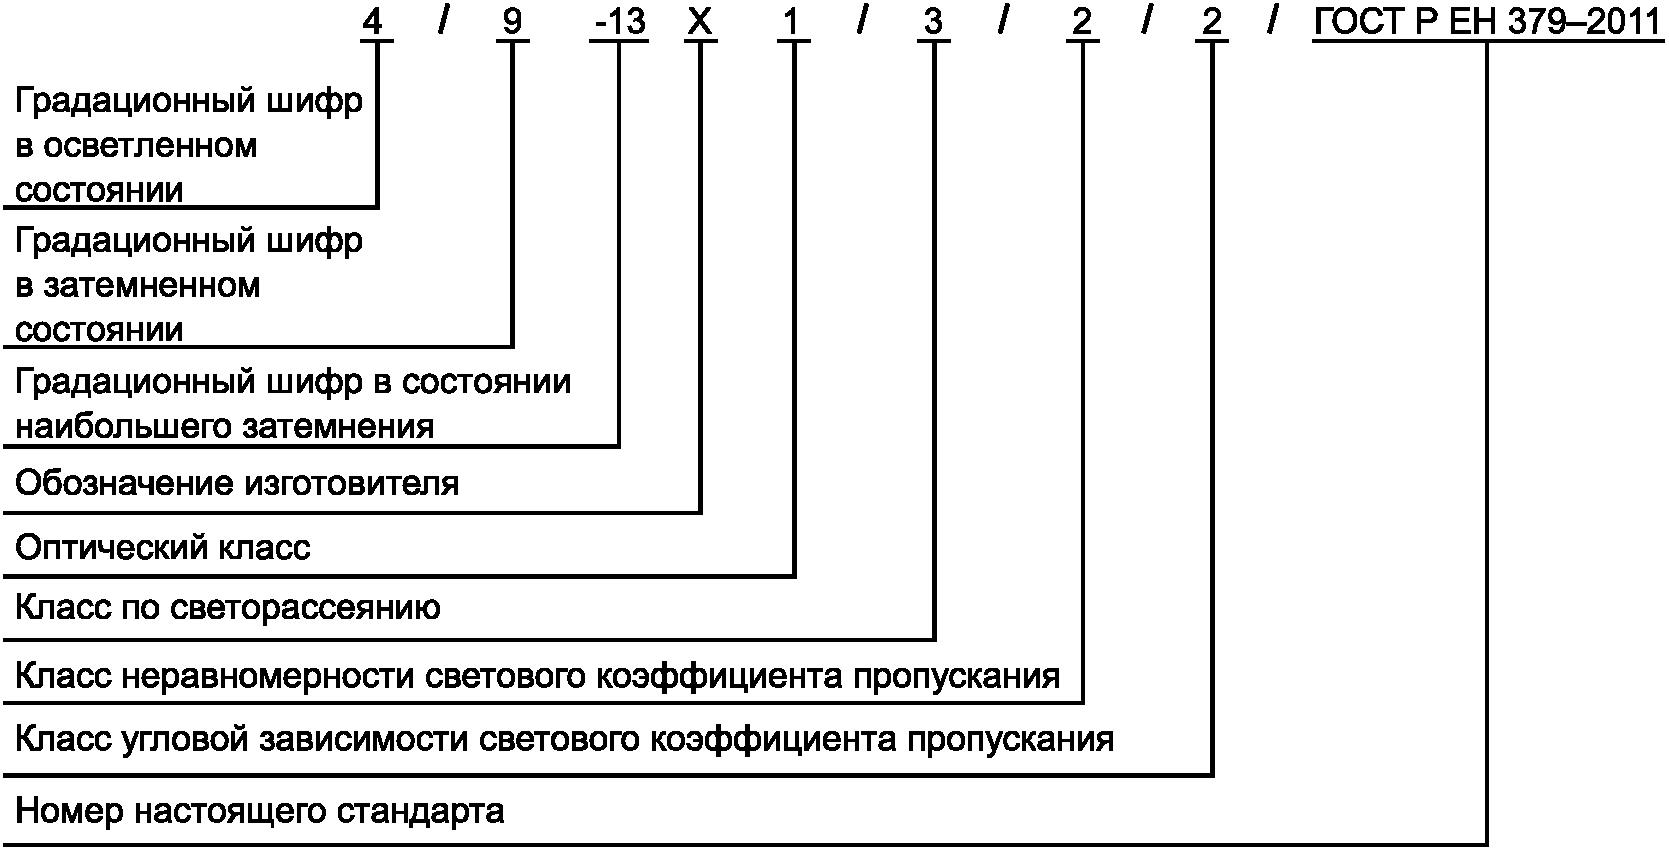 4 / 9 -13 X 1 / 3 / 2 / 2 / ГОСТ Р ЕН 379–2011
Градационный шифр
в осветленном
состоянии
Градационный шифр
в затемненном
состоянии
Градационный шифр в состоянии
наибольшего затемнения
Обозначение изготовителя
Оптический класс
Класс по светорассеянию
Класс неравномерности светового коэффициента пропускания
Класс угловой зависимости светового коэффициента пропускания
Номер настоящего стандарта